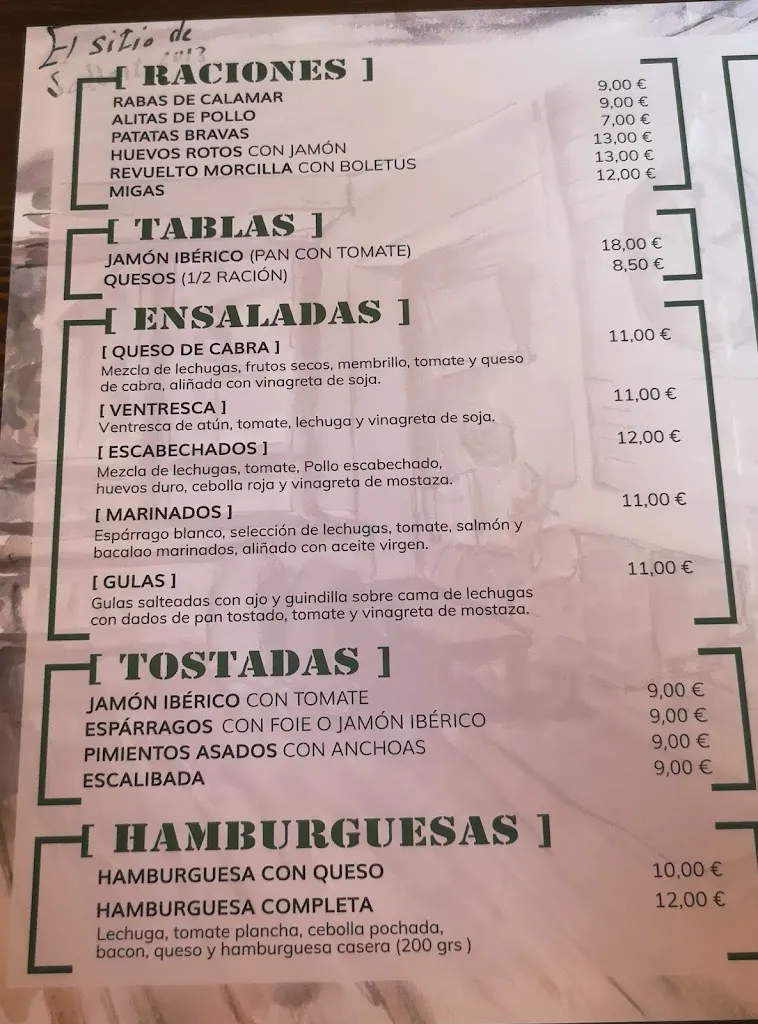 El sitio de
[ RACIONES ]
RABAS DE CALAMAR 9,00 €
ALITAS DE POLLO 9,00 €
PATATAS BRAVAS 7,00 €
HUEVOS ROTOS CON JAMÓN 13,00 €
REVUELTO MORCILLA CON BOLETUS 13,00 €
MIGAS 12,00 €
[ TABLAS ]
JAMÓN IBÉRICO (PAN CON TOMATE) 18,00 €
QUESOS (1/2 RACIÓN) 8,50 €
[ ENSALADAS ]
[ QUESO DE CABRA ] 11,00 €
Mezcla de lechugas, frutos secos, membrillo, tomate y queso
de cabra, aliñada con vinagreta de soja.
[ VENTRESCA ] 11,00 €
Ventresca de atún, tomate, lechuga y vinagreta de soja.
[ ESCABECHADOS ] 12,00 €
Mezcla de lechugas, tomate, Pollo escabechado,
huevos duro, cebolla roja y vinagreta de mostaza.
[ MARINADOS ] 11,00 €
Espárrago blanco, selección de lechugas, tomate, salmón y
bacalao marinados, aliñado con aceite virgen.
[ GULAS ] 11,00 €
Gulas salteadas con ajo y guindilla sobre cama de lechugas
con dados de pan tostado, tomate y vinagreta de mostaza.
[ TOSTADAS ]
JAMÓN IBÉRICO CON TOMATE 9,00 €
ESPÁRRAGOS CON FOIE O JAMÓN IBÉRICO 9,00 €
PIMIENTOS ASADOS CON ANCHOAS 9,00 €
ESCALIBADA 9,00 €
[ HAMBURGUESAS ]
HAMBURGUESA CON QUESO 10,00 €
HAMBURGUESA COMPLETA 12,00 €
Lechuga, tomate plancha, cebolla pochada,
bacon, queso y hamburguesa casera (200 grs )